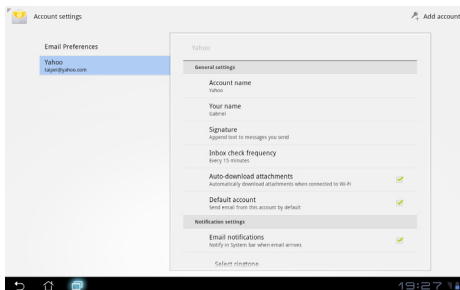 Account settings
Add account
Email Preferences
Yahoo
taipei@yahoo.com
Yahoo
General settings
Account name
Yahoo
Your name
Gabriel
Signature
Append text to messages you send
Inbox check frequency
Every 15 minutes
Auto-download attachments
Automatically download attachments when connected to Wi-Fi
Default account
Send email from this account by default
Notification settings
Email notifications
Notify in System bar when email arrives
Select ringtone
19:27